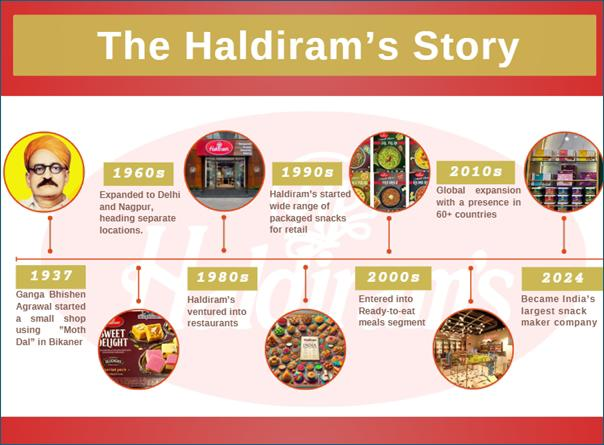 The Haldiram's Story
1937
Ganga Bhishen
Agrawal started
a small shop
using "Moth
Dal" in Bikaner
1960s
Expanded to Delhi
and Nagpur,
heading separate
locations.
1980s
Haldiram's
ventured into
restaurants
1990s
Haldiram's started
wide range of
packaged snacks
for retail
2000s
Entered into
Ready-to-eat
meals segment
2010s
Global expansion
with a presence in
60+ countries
2024
Became India's
largest snack
maker company
Haldiram's
SWEET
DELIGHT